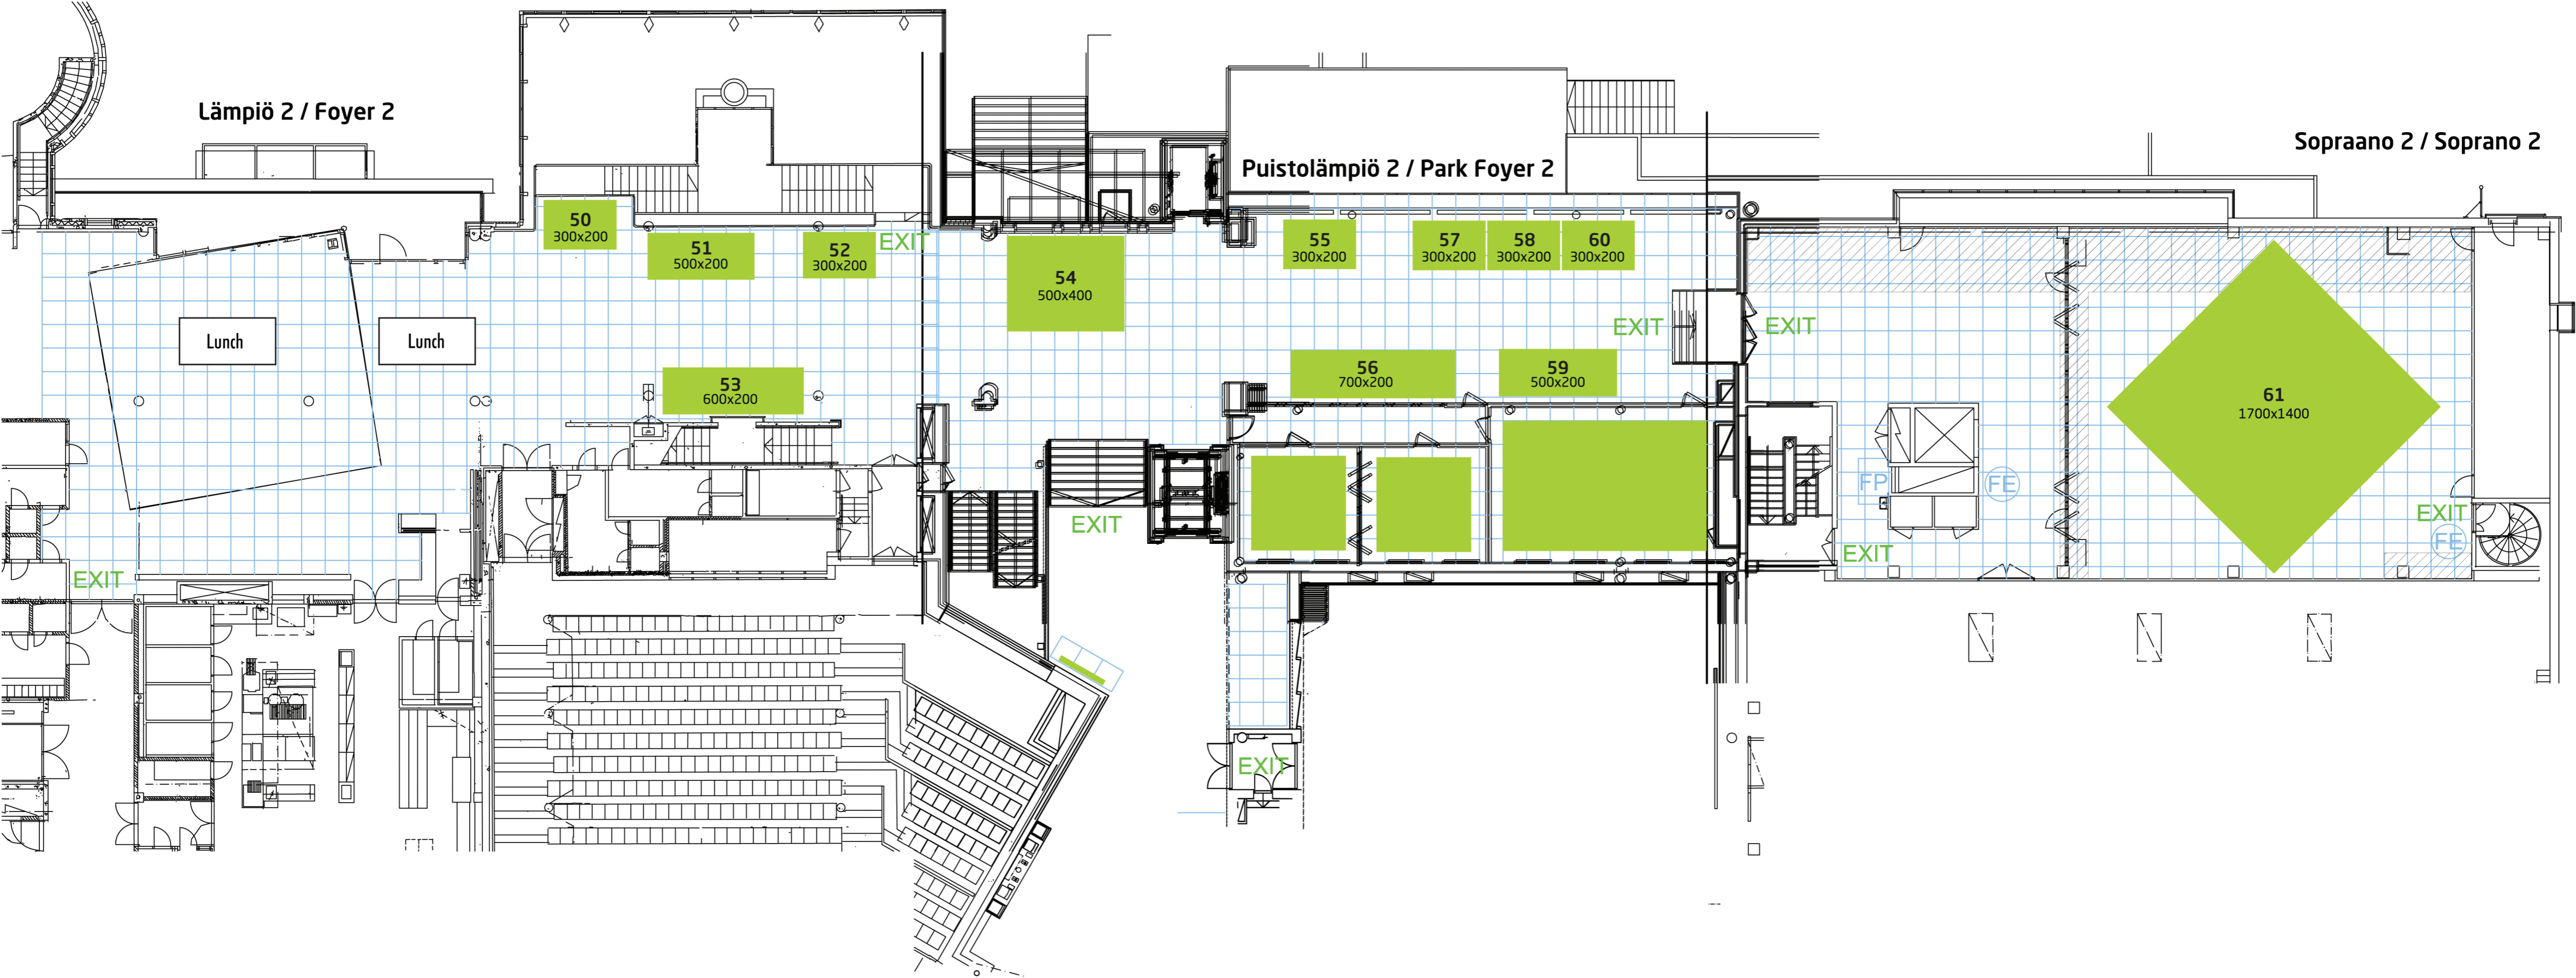 Lämpiö 2 / Foyer 2
Puistolämpiö 2 / Park Foyer 2
Sopraano 2 / Soprano 2
50
300x200
51
500x200
52
300x200
EXIT
54
500x400
55
300x200
57
300x200
58
300x200
60
300x200
Lunch
Lunch
EXIT
EXIT
53
600x200
56
700x200
59
500x200
61
1700x1400
FP
FE
EXIT
EXIT
FE
EXIT
EXIT
EXIT